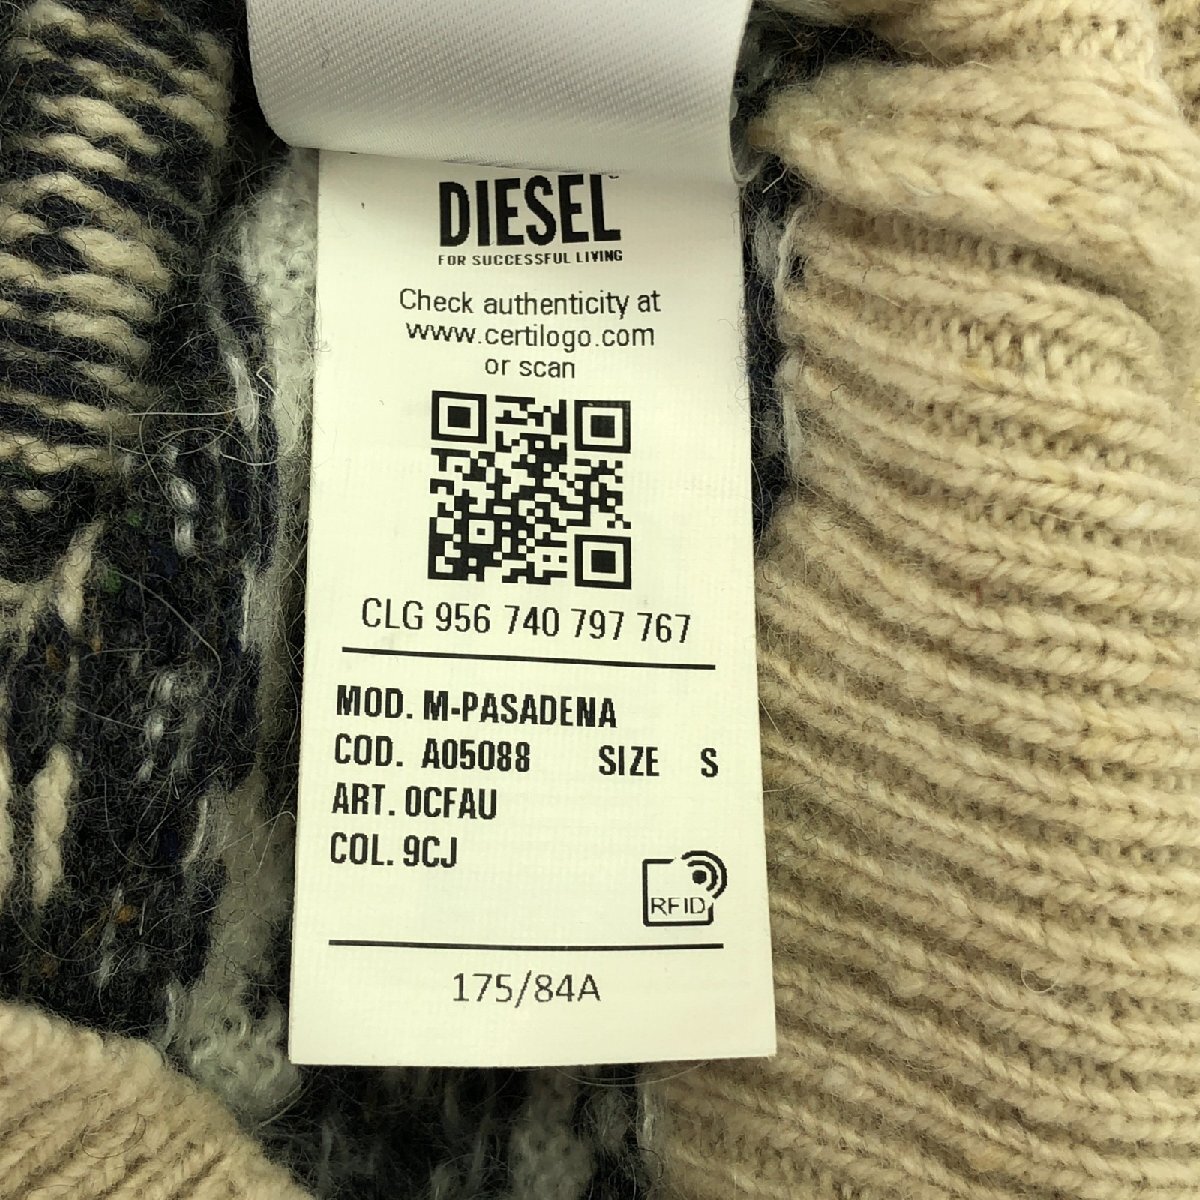 DIESEL
FOR SUCCESSFUL LIVING
Check authenticity at
www.certilogo.com
or scan
CLG 956 740 797 767
MOD. M-PASADENA
COD. A05088 SIZE S
ART. 0CFAU
COL. 9CJ
RFID
175/84A